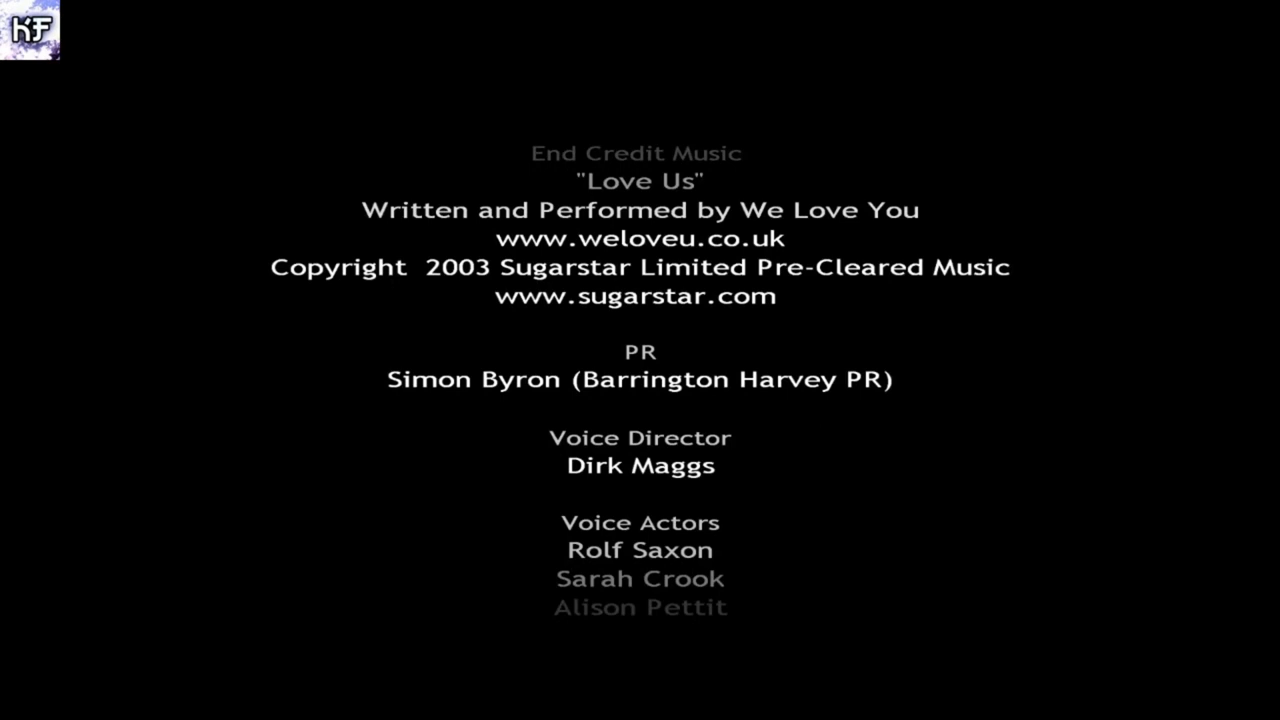 KF
End Credit Music
"Love Us"
Written and Performed by We Love You
www.weloveu.co.uk
Copyright  2003 Sugarstar Limited Pre-Cleared Music
www.sugarstar.com
PR
Simon Byron (Barrington Harvey PR)
Voice Director
Dirk Maggs
Voice Actors
Rolf Saxon
Sarah Crook
Alison Pettit